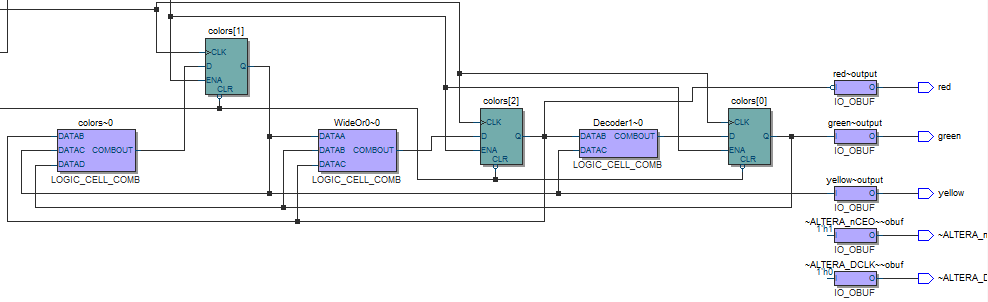 colors[1]
>CLK
D Q
ENA
CLR
colors~0
DATAB
DATAC COMBOUT
DATAD
LOGIC_CELL_COMB
WideOr0~0
DATAA
DATAB COMBOUT
DATAC
LOGIC_CELL_COMB
colors[2]
>CLK
D Q
ENA
CLR
Decoder1~0
DATAB COMBOUT
DATAC
LOGIC_CELL_COMB
colors[0]
>CLK
D Q
ENA
CLR
red~output
I O
IO_OBUF
red
green~output
I O
IO_OBUF
green
yellow~output
I O
IO_OBUF
yellow
~ALTERA_nCEO~~obuf
1'h1
I O
IO_OBUF
~ALTERA_n
~ALTERA_DCLK~~obuf
1'h0
I O
IO_OBUF
~ALTERA_D